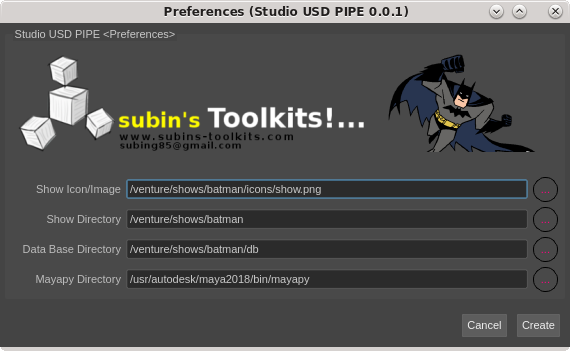 Preferences (Studio USD PIPE 0.0.1)
Studio USD PIPE <Preferences>
subin's Toolkits!...
www.subins-toolkits.com
subing85@gmail.com
Show Icon/Image /venture/shows/batman/icons/show.png ...
Show Directory /venture/shows/batman ...
Data Base Directory /venture/shows/batman/db ...
Mayapy Directory /usr/autodesk/maya2018/bin/mayapy ...
Cancel Create